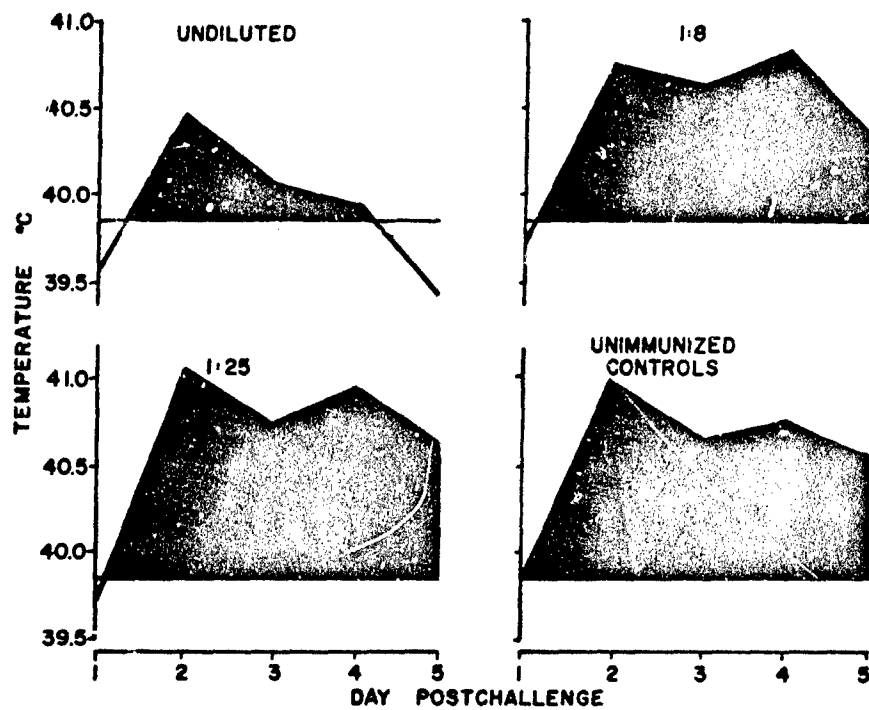 UNDILUTED
1:8
41.0
40.5
40.0
39.5
TEMPERATURE °C
1:25
UNIMMUNIZED
CONTROLS
41.0
40.5
40.0
39.5
1 2 3 4 5
1 2 3 4 5
DAY POSTCHALLENGE